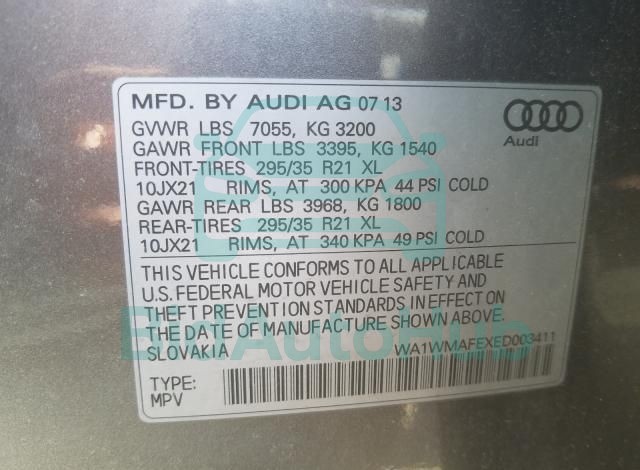 MFD. BY AUDI AG 07 13
GVWR LBS 7055, KG 3200
GAWR FRONT LBS 3395, KG 1540
FRONT-TIRES 295/35 R21 XL
10JX21 RIMS, AT 300 KPA 44 PSI COLD
GAWR REAR LBS 3968, KG 1800
REAR-TIRES 295/35 R21 XL
10JX21 RIMS, AT 340 KPA 49 PSI COLD
Audi
THIS VEHICLE CONFORMS TO ALL APPLICABLE
U.S. FEDERAL MOTOR VEHICLE SAFETY AND
THEFT PREVENTION STANDARDS IN EFFECT ON
THE DATE OF MANUFACTURE SHOWN ABOVE.
SLOVAKIA WA1WMAFEXED003411
TYPE:
MPV